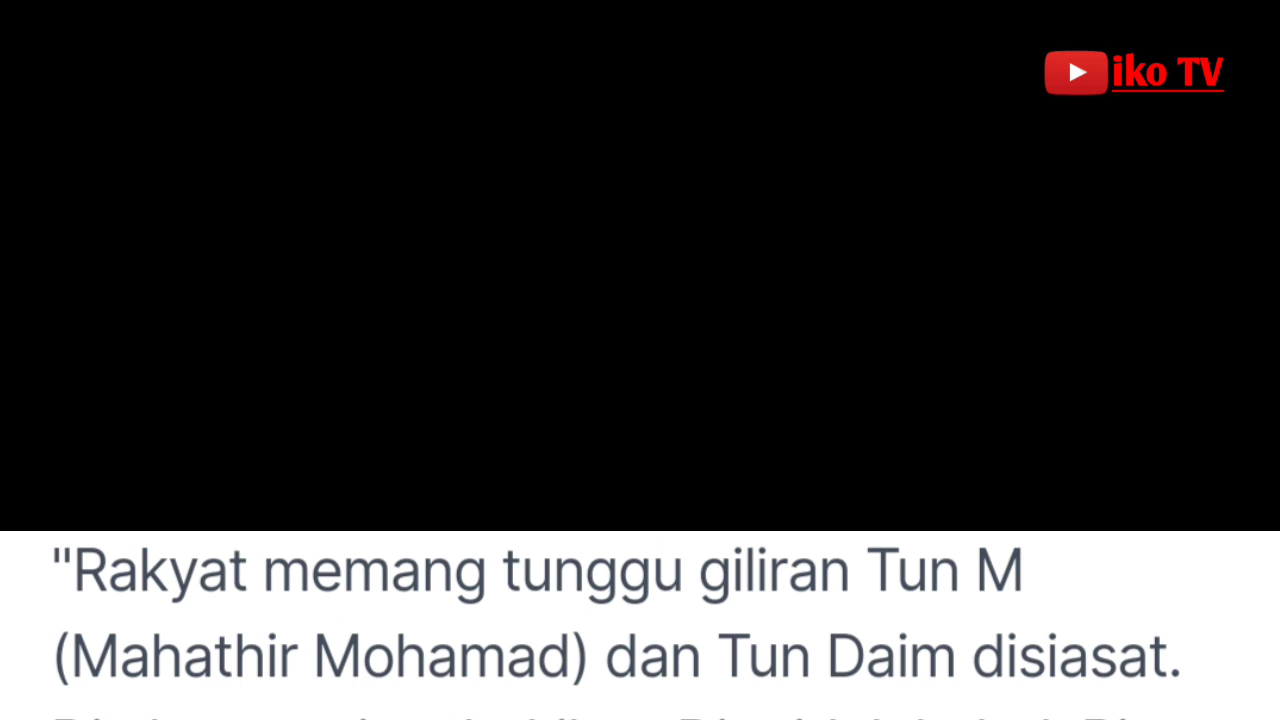 iko TV
"Rakyat memang tunggu giliran Tun M
(Mahathir Mohamad) dan Tun Daim disiasat.